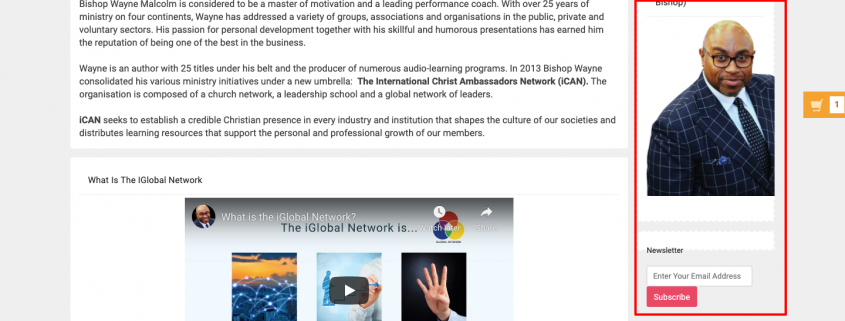 Bishop Wayne Malcolm is considered to be a master of motivation and a leading performance coach. With over 25 years of
ministry on four continents, Wayne has addressed a variety of groups, associations and organisations in the public, private and
voluntary sectors. His passion for personal development together with his skillful and humorous presentations has earned him
the reputation of being one of the best in the business.
Wayne is an author with 25 titles under his belt and the producer of numerous audio-learning programs. In 2013 Bishop Wayne
consolidated his various ministry initiatives under a new umbrella: The International Christ Ambassadors Network (iCAN). The
organisation is composed of a church network, a leadership school and a global network of leaders.
iCAN seeks to establish a credible Christian presence in every industry and institution that shapes the culture of our societies and
distributes learning resources that support the personal and professional growth of our members.
What Is The IGlobal Network
What is the iGlobal Network?
Watch later
Share
The iGlobal Network is...
Bishop)
1
Newsletter
Enter Your Email Address
Subscribe